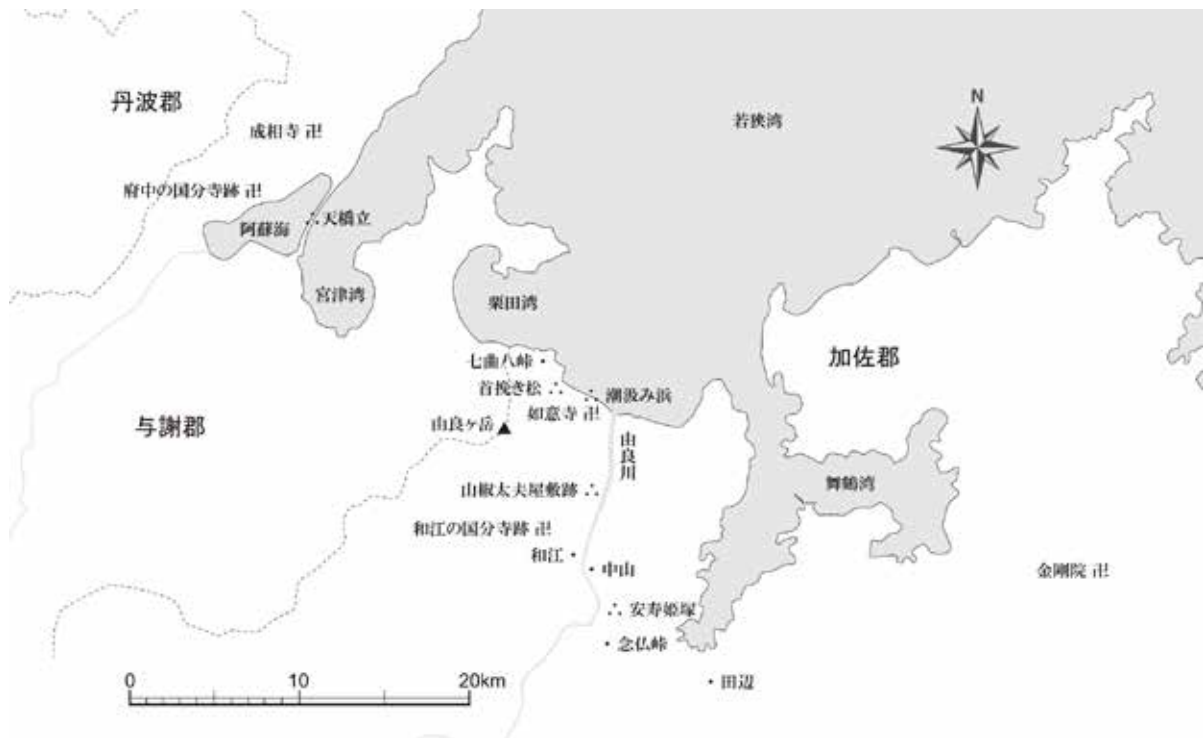 N
若狭湾
丹波郡
成相寺 卍
府中の国分寺跡 卍
∴天橋立
阿蘇海
宮津湾
栗田湾
加佐郡
七曲八峠・
首挽き松 ∴
∴ 潮汲み浜
如意寺 卍
与謝郡
由良ヶ岳 ▲
由良川
舞鶴湾
山椒太夫屋敷跡 ∴
和江の国分寺跡 卍
和江・
・中山
金剛院 卍
∴ 安寿姫塚
・念仏峠
・田辺
0 10 20km